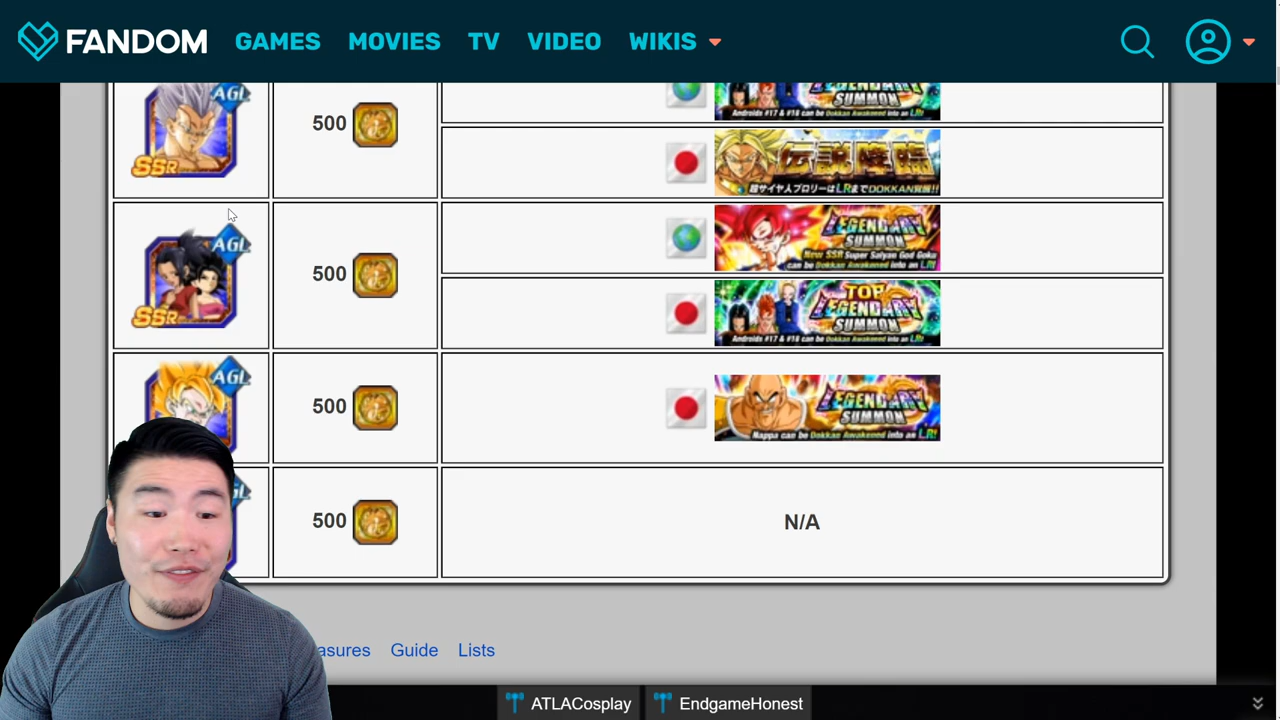 FANDOM GAMES MOVIES TV VIDEO WIKIS
AGL
SSR
500
SUMMON
Androids #17 & #18 can be Dokkan Awakened into an LR!
伝説降臨
超サイヤ人ブロリーはLRまでDOKKAN覚醒!!
AGL
SSR
500
LEGENDARY
SUMMON
New SSR Super Saiyan God Goku
can be Dokkan Awakened into an LR!
TOP
LEGENDARY
SUMMON
Androids #17 & #18 can be Dokkan Awakened into an LR!
AGL
500
LEGENDARY
SUMMON
Nappa can be Dokkan Awakened into an LR!
500
N/A
asures Guide Lists
ATLACosplay EndgameHonest